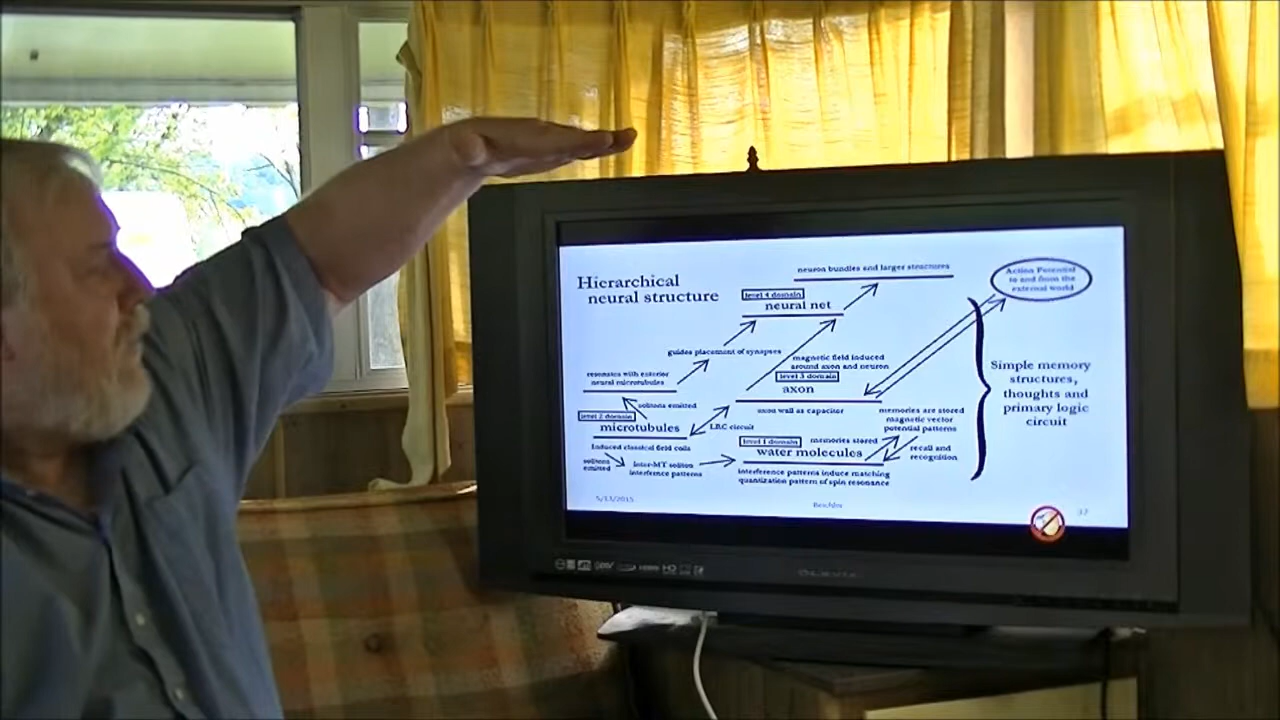 Hierarchical
neural structure
neuron bundles and larger structures
Action Potential
to and from the
external world
level 4 domain
neural net
guides placement of synapses
magnetic field induced
around axon and neuron
level 3 domain
axon
axon wall as capacitor
resonates with exterior
neural microtubules
solitons emitted
level 2 domain
microtubules
LRC circuit
Induced classical field coils
solitons
emitted
inter-MT soliton
interference patterns
level 1 domain
water molecules
memories stored
interference patterns induce matching
quantization pattern of spin resonance
memories are stored
magnetic vector
potential patterns
recall and
recognition
Simple memory
structures,
thoughts and
primary logic
circuit
5/13/2015
Beichler
37
HDMI
OLEVIA